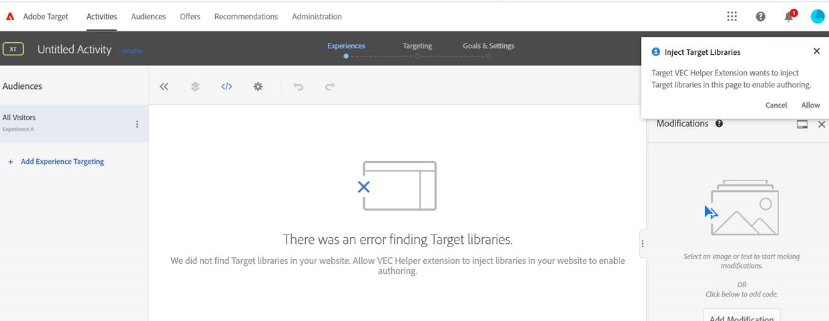 Adobe Target Activities Audiences Offers Recommendations Administration
1
XT Untitled Activity
Experiences Targeting Goals & Settings
Inject Target Libraries
Target VEC Helper Extension wants to inject
Target libraries in this page to enable authoring.
Cancel Allow
Audiences
All Visitors
Experience A
+ Add Experience Targeting
</>
There was an error finding Target libraries.
We did not find Target libraries in your website. Allow VEC Helper extension to inject libraries in your website to enable
authoring.
Modifications
Select an image or text to start making
modifications.
OR
Click below to add code.
Add Modification